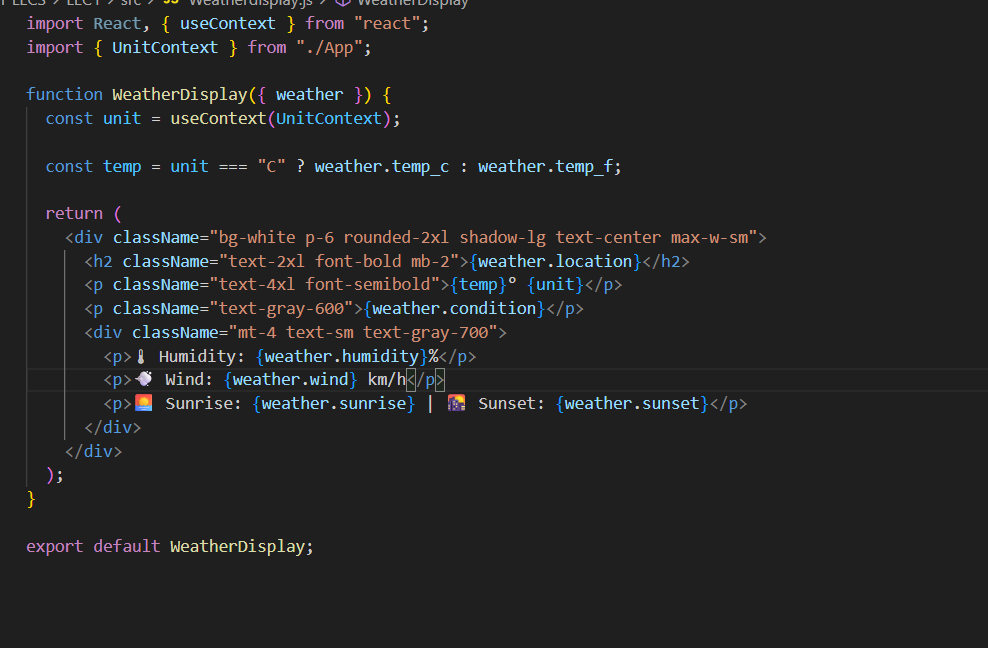 LEC1 > src > JS Weatherdisplay.js > WeatherDisplay
import React, { useContext } from "react";
import { UnitContext } from "./App";
function WeatherDisplay({ weather }) {
const unit = useContext(UnitContext);
const temp = unit === "C" ? weather.temp_c : weather.temp_f;
return (
<div className="bg-white p-6 rounded-2xl shadow-lg text-center max-w-sm">
<h2 className="text-2xl font-bold mb-2">{weather.location}</h2>
<p className="text-4xl font-semibold">{temp}° {unit}</p>
<p className="text-gray-600">{weather.condition}</p>
<div className="mt-4 text-sm text-gray-700">
<p>🌡 Humidity: {weather.humidity}%</p>
<p>💨 Wind: {weather.wind} km/h</p>
<p>🌅 Sunrise: {weather.sunrise} | 🌇 Sunset: {weather.sunset}</p>
</div>
</div>
);
}
export default WeatherDisplay;